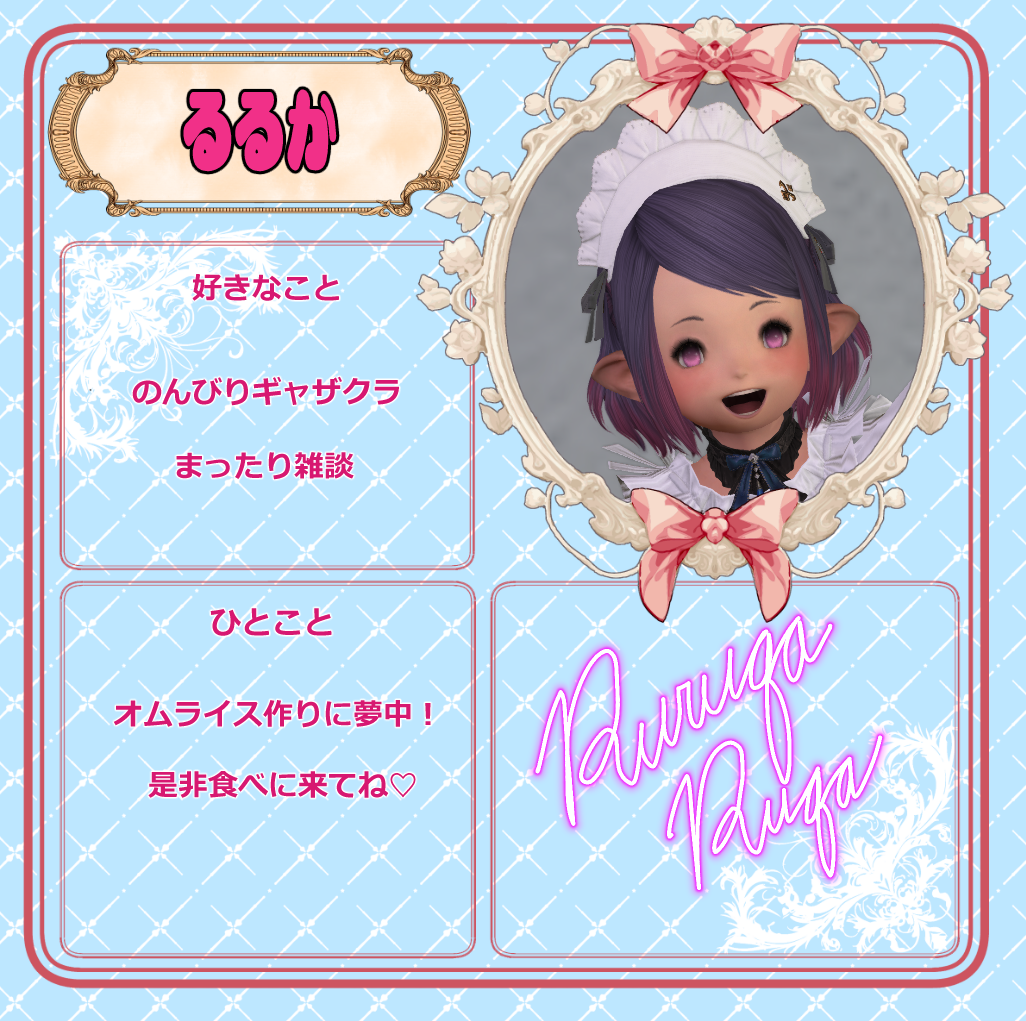 るるか
好きなこと
のんびりギャザクラ
まったり雑談
ひとこと
オムライス作りに夢中！
是非食べに来てね♡
Ruruqa
Ruqa